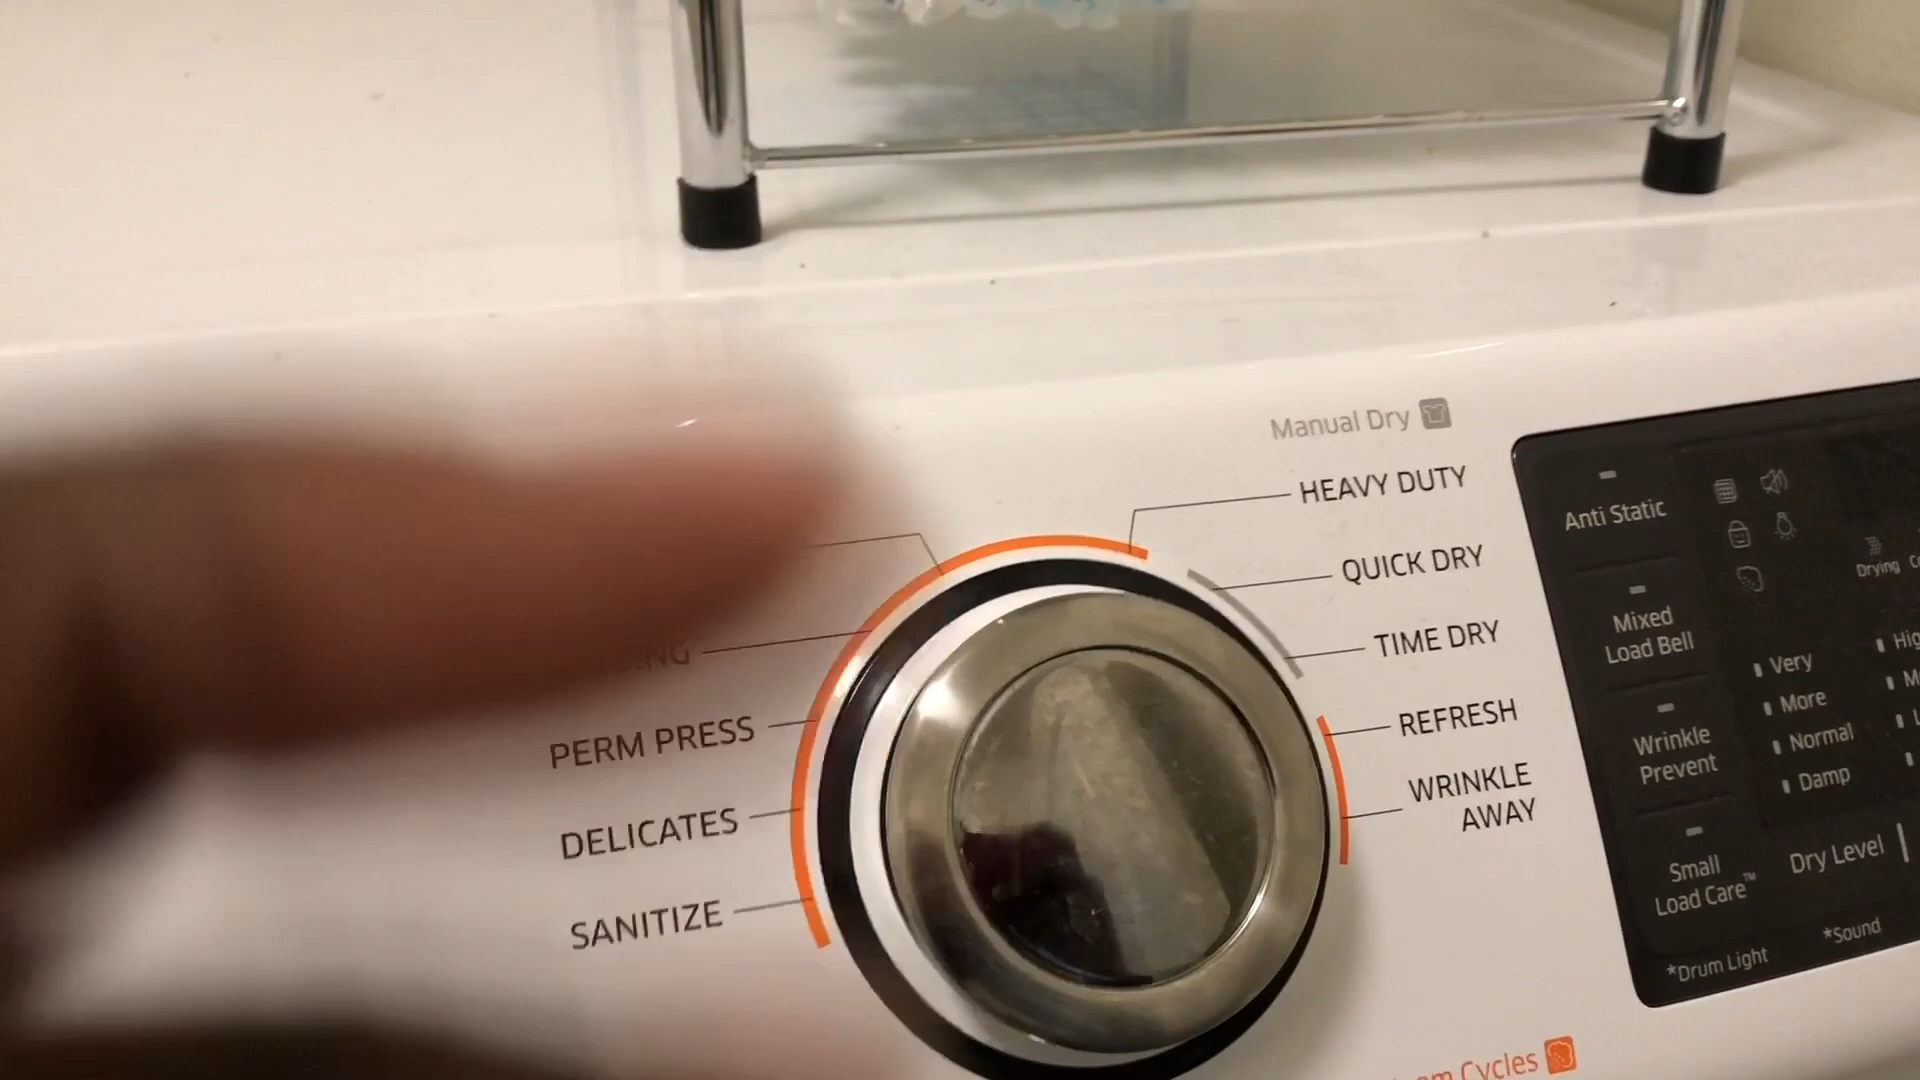 Manual Dry
HEAVY DUTY
QUICK DRY
TIME DRY
REFRESH
WRINKLE
AWAY
PERM PRESS
DELICATES
SANITIZE
Anti Static
Mixed
Load Bell
Wrinkle
Prevent
Small
Load Care™
*Drum Light
*Sound
Drying
Very
More
Normal
Damp
Dry Level
Cycles